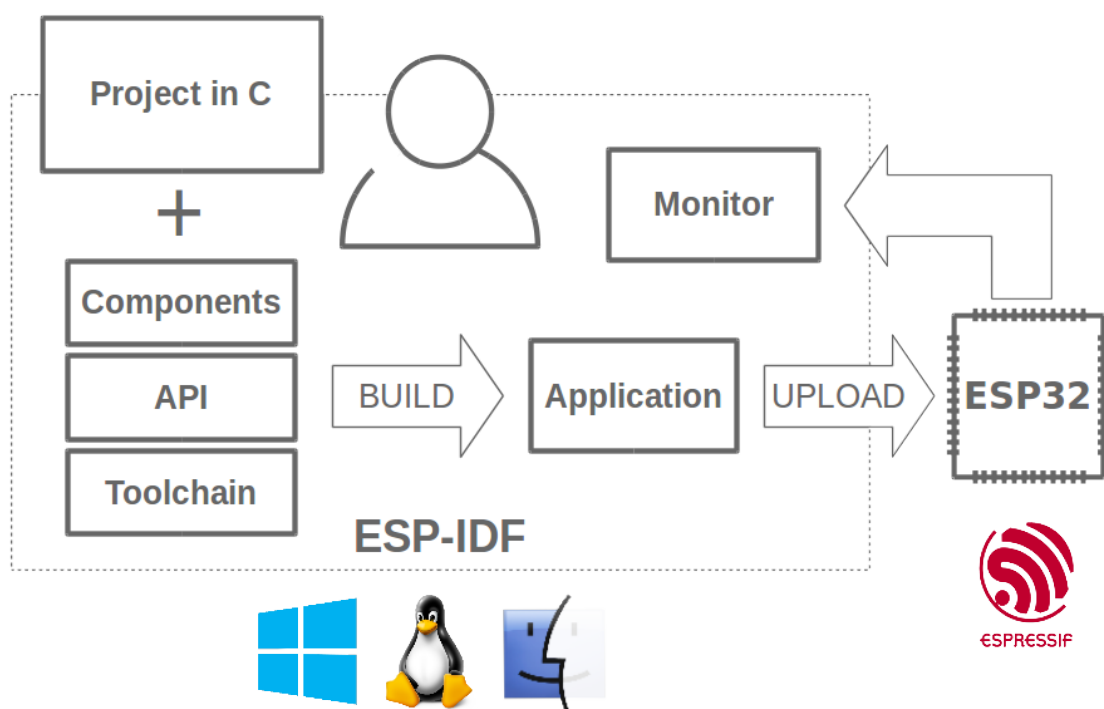 Project in C
+
Components
API
Toolchain
BUILD
Application
Monitor
UPLOAD
ESP32
ESP-IDF
ESPRESSIF